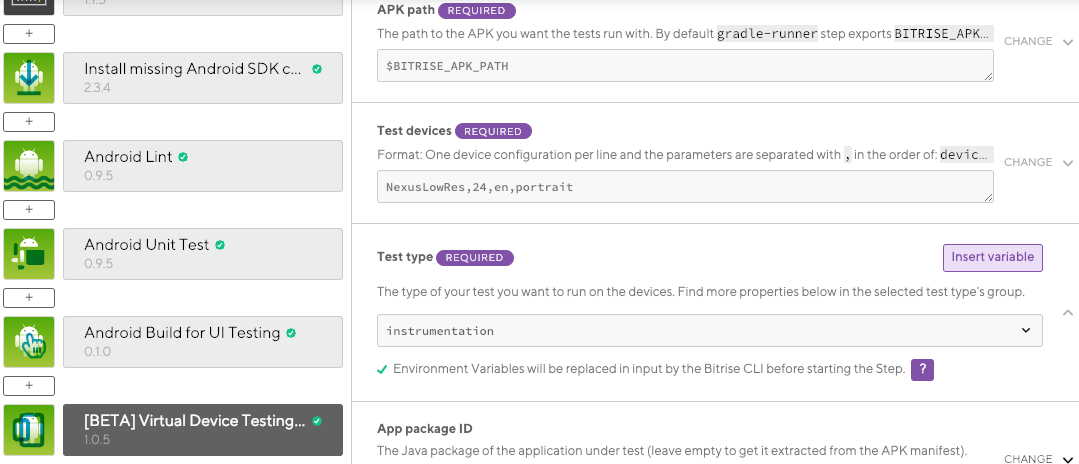 1.1.5
+
Install missing Android SDK c...
2.3.4
+
Android Lint
0.9.5
+
Android Unit Test
0.9.5
+
Android Build for UI Testing
0.1.0
+
[BETA] Virtual Device Testing...
1.0.5
APK path REQUIRED
The path to the APK you want the tests run with. By default gradle-runner step exports BITRISE_APK...
CHANGE
$BITRISE_APK_PATH
Test devices REQUIRED
Format: One device configuration per line and the parameters are separated with , in the order of: devic...
CHANGE
NexusLowRes,24,en,portrait
Test type REQUIRED
Insert variable
The type of your test you want to run on the devices. Find more properties below in the selected test type's group.
instrumentation
Environment Variables will be replaced in input by the Bitrise CLI before starting the Step. ?
App package ID
The Java package of the application under test (leave empty to get it extracted from the APK manifest).
CHANGE